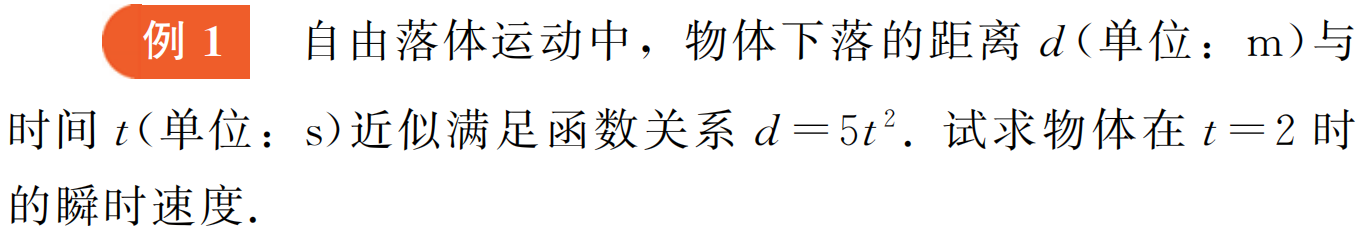 例 1 自由落体运动中，物体下落的距离 d(单位：m)与
时间 t(单位：s)近似满足函数关系 d＝5t²．试求物体在 t＝2 时
的瞬时速度．